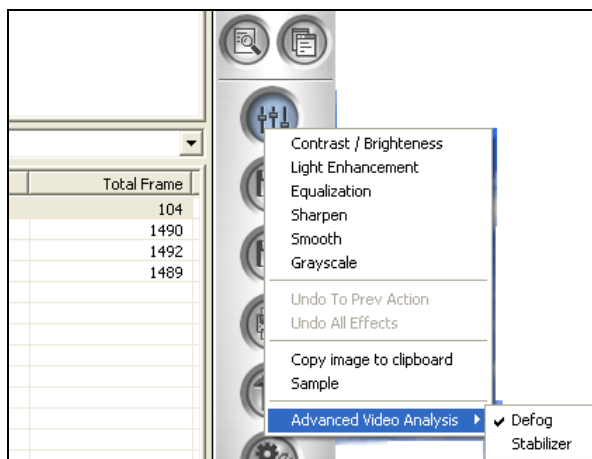 Total Frame
104
1490
1492
1489
Contrast / Brightness
Light Enhancement
Equalization
Sharpen
Smooth
Grayscale
Undo To Prev Action
Undo All Effects
Copy image to clipboard
Sample
Advanced Video Analysis
Defog
Stabilizer